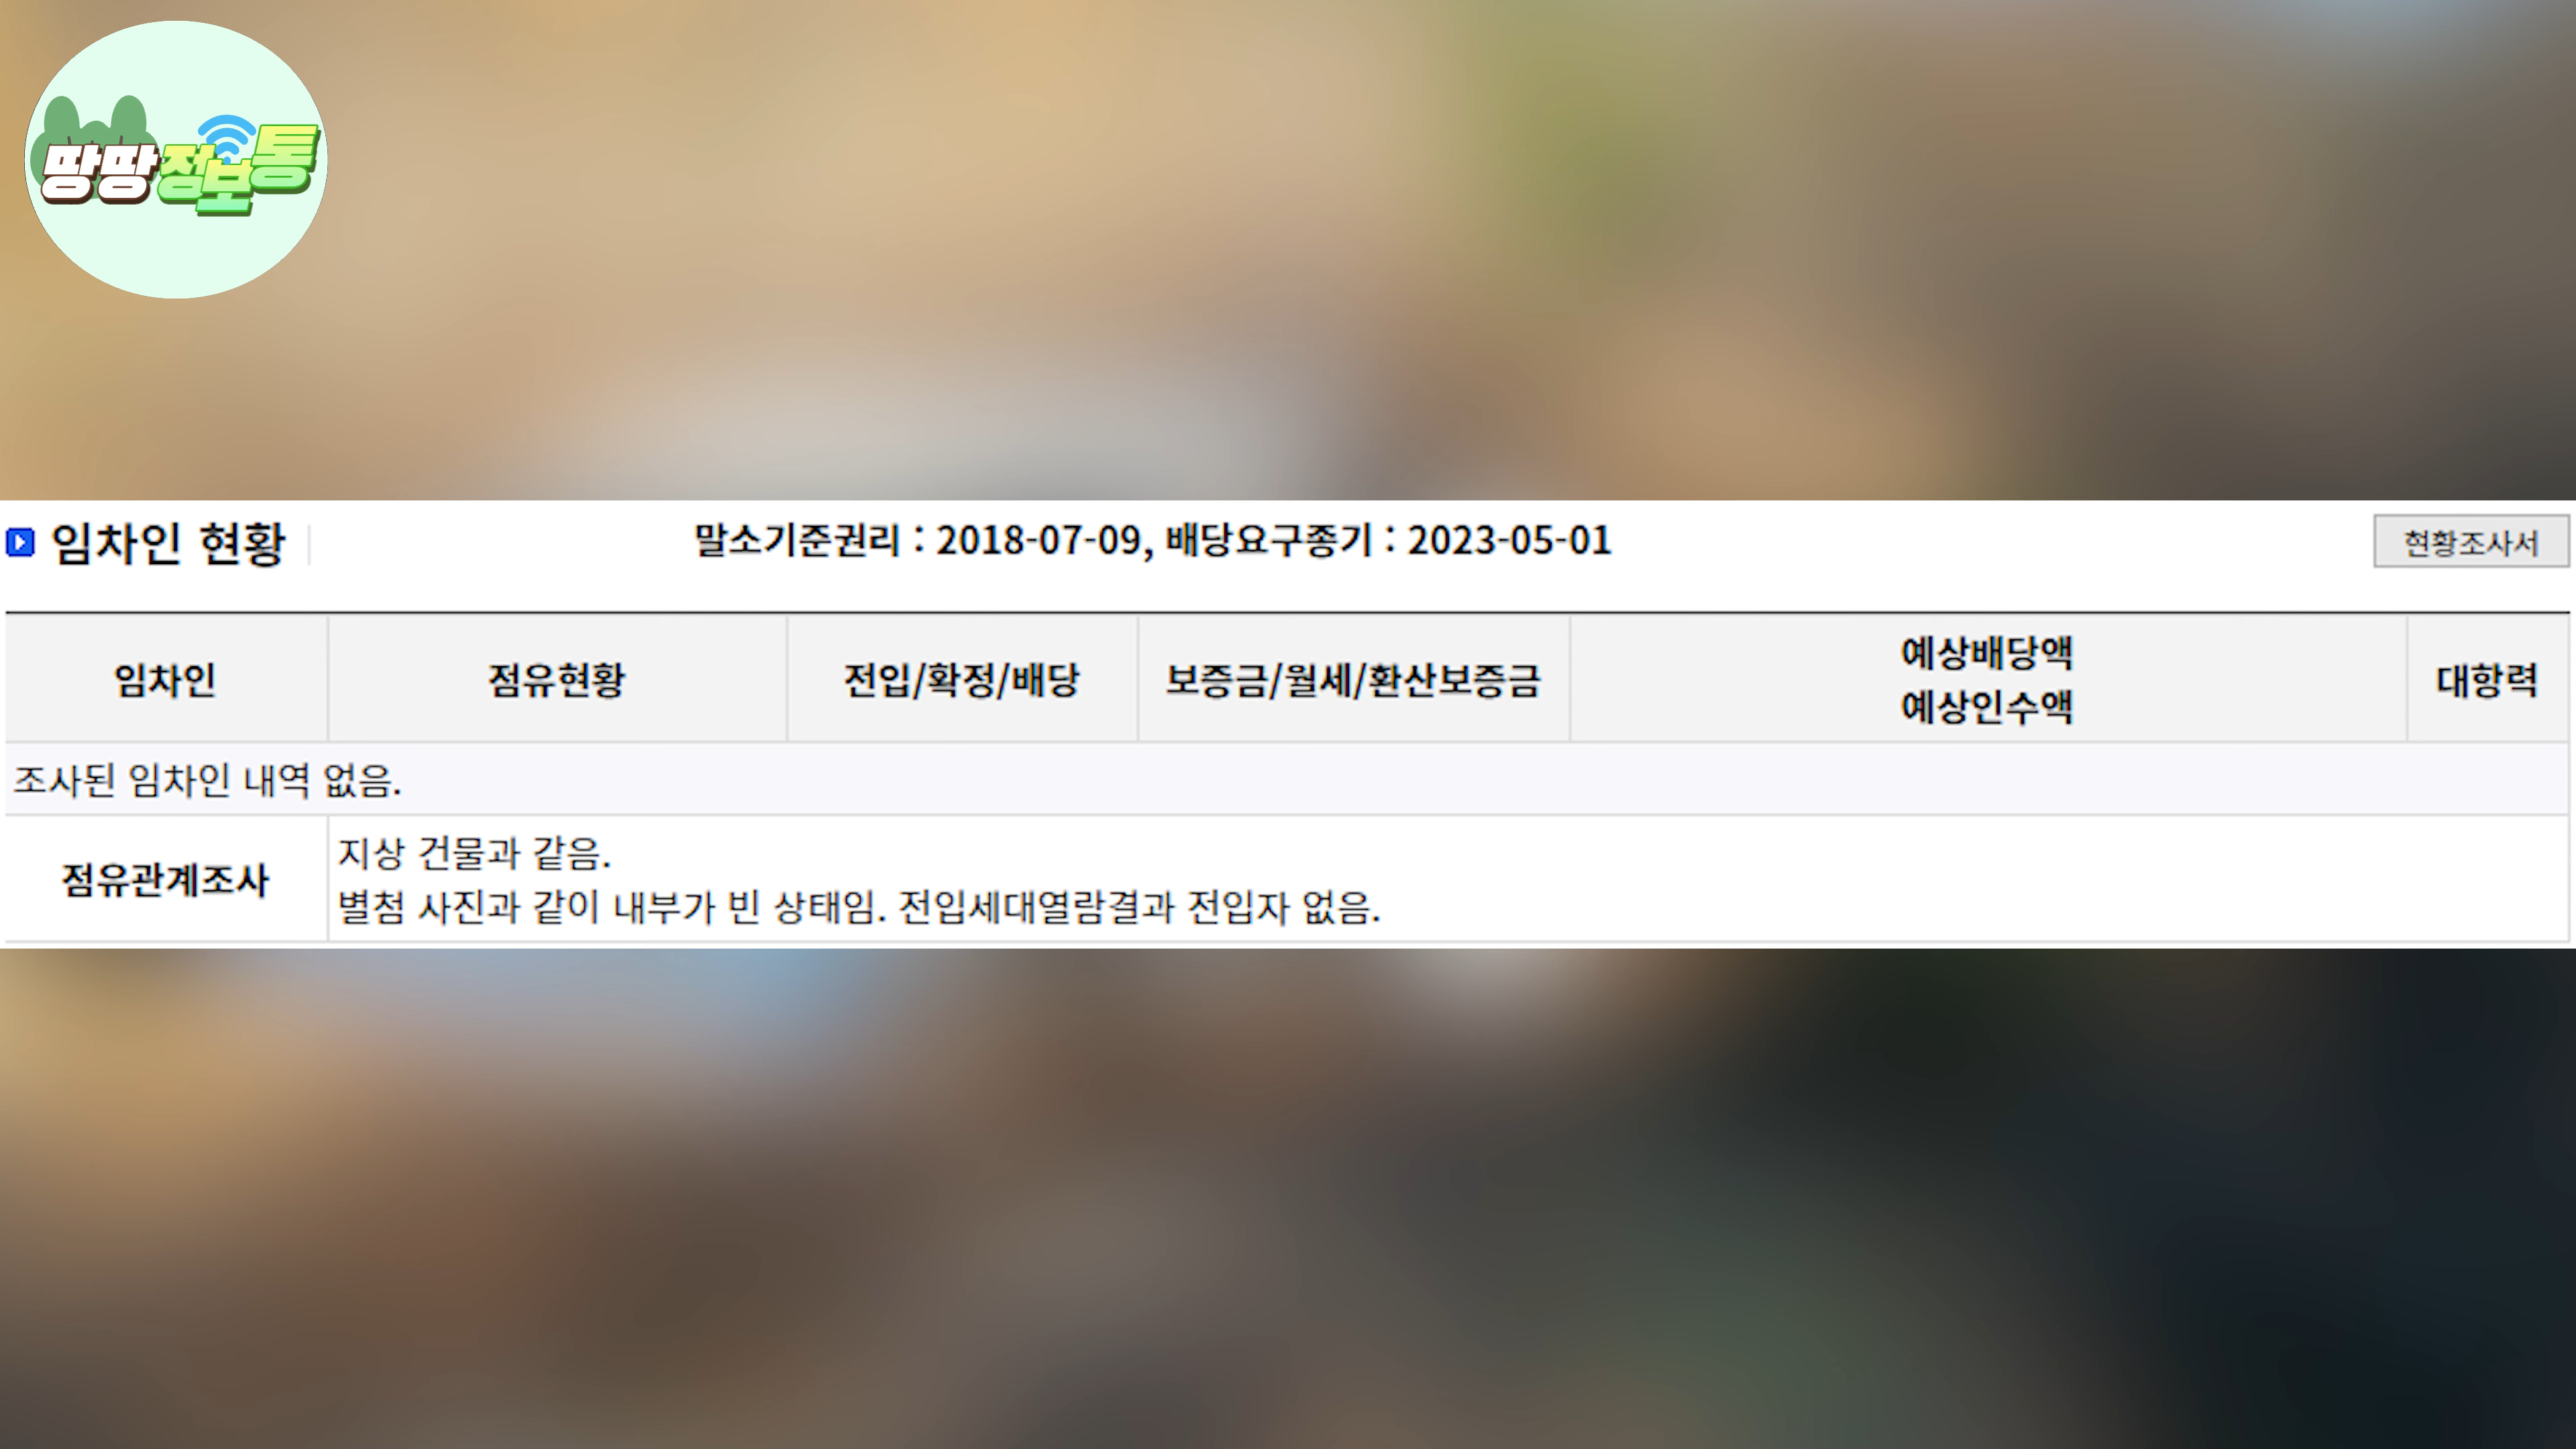 땅땅정보통
임차인 현황
말소기준권리 : 2018-07-09, 배당요구종기 : 2023-05-01
현황조사서
임차인
점유현황
전입/확정/배당
보증금/월세/환산보증금
예상배당액
예상인수액
대항력
조사된 임차인 내역 없음.
점유관계조사
지상 건물과 같음.
별첨 사진과 같이 내부가 빈 상태임. 전입세대열람결과 전입자 없음.